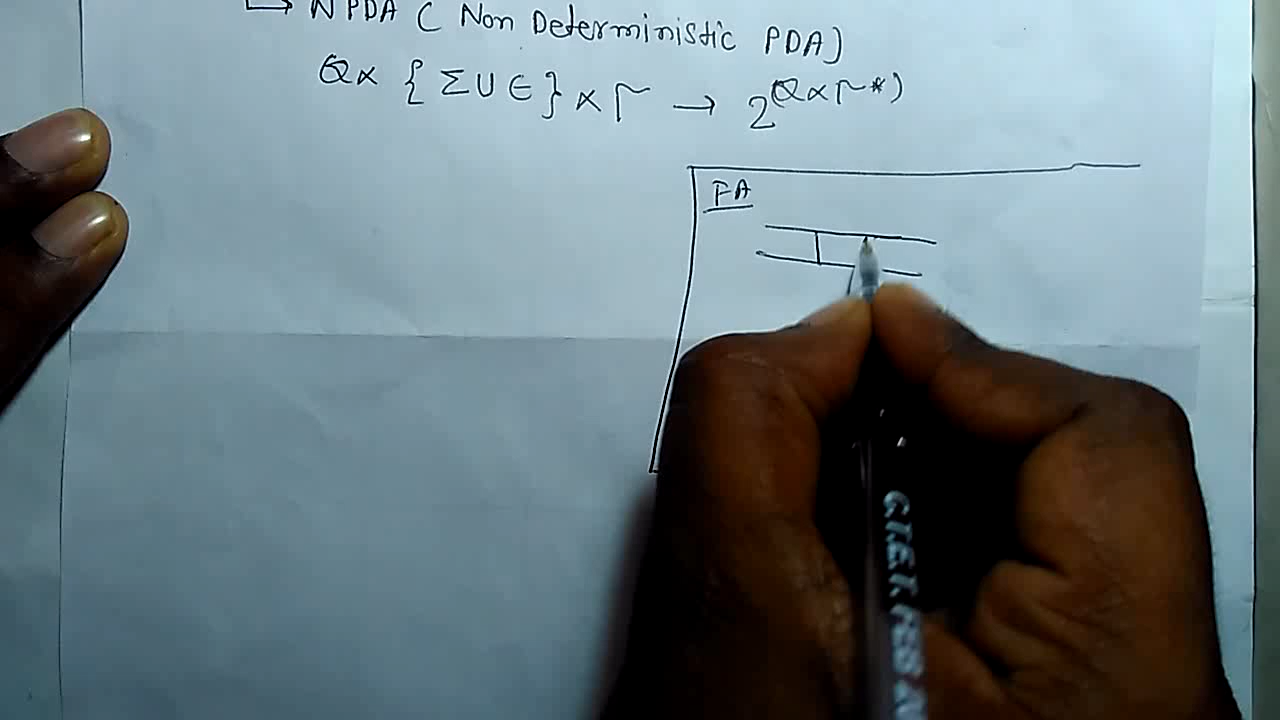 ↳ NPDA ( Non Deterministic PDA)
Q × { Σ ∪ ∈ } × Γ → 2^(Q × Γ*)
FA